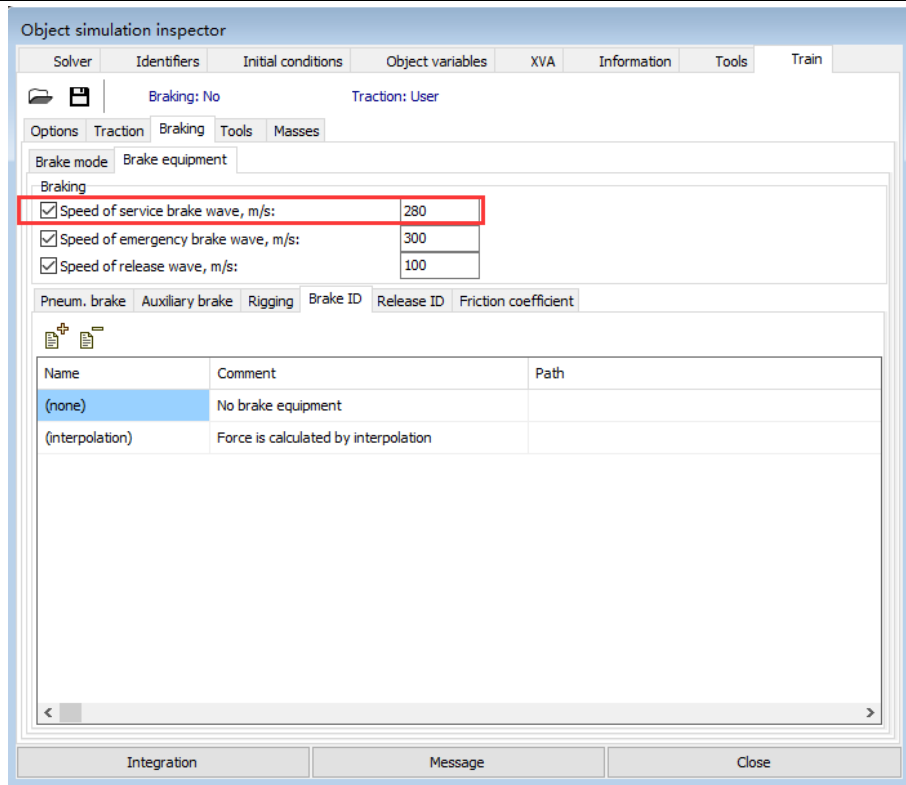 Object simulation inspector
Solver Identifiers Initial conditions Object variables XVA Information Tools Train
Braking: No Traction: User
Options Traction Braking Tools Masses
Brake mode Brake equipment
Braking
Speed of service brake wave, m/s: 280
Speed of emergency brake wave, m/s: 300
Speed of release wave, m/s: 100
Pneum. brake Auxiliary brake Rigging Brake ID Release ID Friction coefficient
Name Comment Path
(none) No brake equipment
(interpolation) Force is calculated by interpolation
Integration Message Close